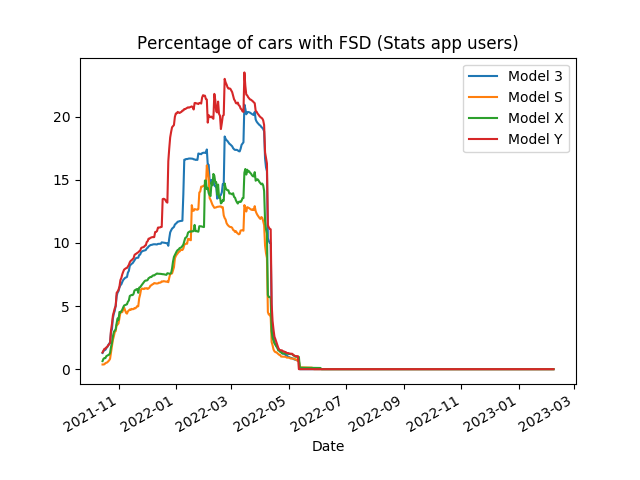 Percentage of cars with FSD (Stats app users)
Model 3
Model S
Model X
Model Y
20
15
10
5
0
2021-11
2022-01
2022-03
2022-05
2022-07
2022-09
2022-11
2023-01
2023-03
Date